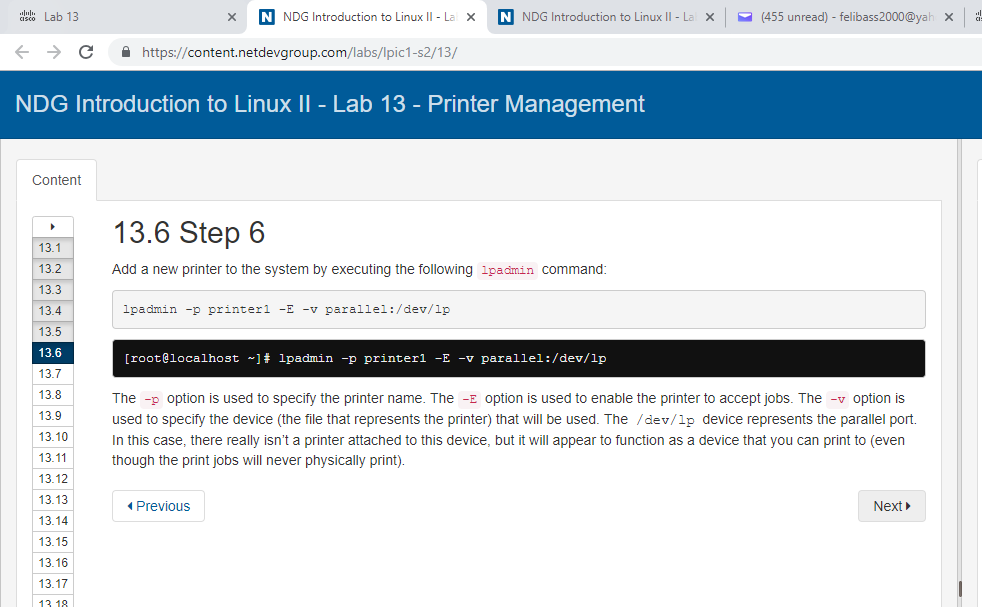 Lab 13
NDG Introduction to Linux II - La
NDG Introduction to Linux II - La
(455 unread) - felibass2000@yah
https://content.netdevgroup.com/labs/lpic1-s2/13/
NDG Introduction to Linux II - Lab 13 - Printer Management
Content
13.1
13.2
13.3
13.4
13.5
13.6
13.7
13.8
13.9
13.10
13.11
13.12
13.13
13.14
13.15
13.16
13.17
13.18
13.6 Step 6
Add a new printer to the system by executing the following lpadmin command:
lpadmin -p printer1 -E -v parallel:/dev/lp
[root@localhost ~]# lpadmin -p printer1 -E -v parallel:/dev/lp
The -p option is used to specify the printer name. The -E option is used to enable the printer to accept jobs. The -v option is
used to specify the device (the file that represents the printer) that will be used. The /dev/lp device represents the parallel port.
In this case, there really isn't a printer attached to this device, but it will appear to function as a device that you can print to (even
though the print jobs will never physically print).
Previous
Next